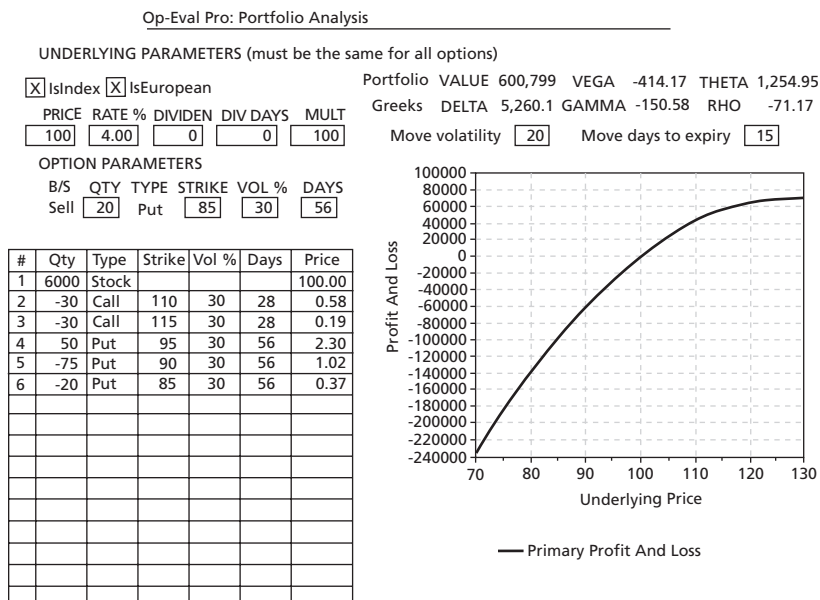 Op-Eval Pro: Portfolio Analysis
UNDERLYING PARAMETERS (must be the same for all options)
X IsIndex X IsEuropean
PRICE RATE % DIVIDEN DIV DAYS MULT
100 4.00 0 0 100
OPTION PARAMETERS
B/S QTY TYPE STRIKE VOL % DAYS
Sell 20 Put 85 30 56
Portfolio VALUE 600,799 VEGA -414.17 THETA 1,254.95
Greeks DELTA 5,260.1 GAMMA -150.58 RHO -71.17
Move volatility 20 Move days to expiry 15
# Qty Type Strike Vol % Days Price
1 6000 Stock 100.00
2 -30 Call 110 30 28 0.58
3 -30 Call 115 30 28 0.19
4 50 Put 95 30 56 2.30
5 -75 Put 90 30 56 1.02
6 -20 Put 85 30 56 0.37
Profit And Loss
100000
80000
60000
40000
20000
0
-20000
-40000
-60000
-80000
-100000
-120000
-140000
-160000
-180000
-200000
-220000
-240000
70 80 90 100 110 120 130
Underlying Price
Primary Profit And Loss